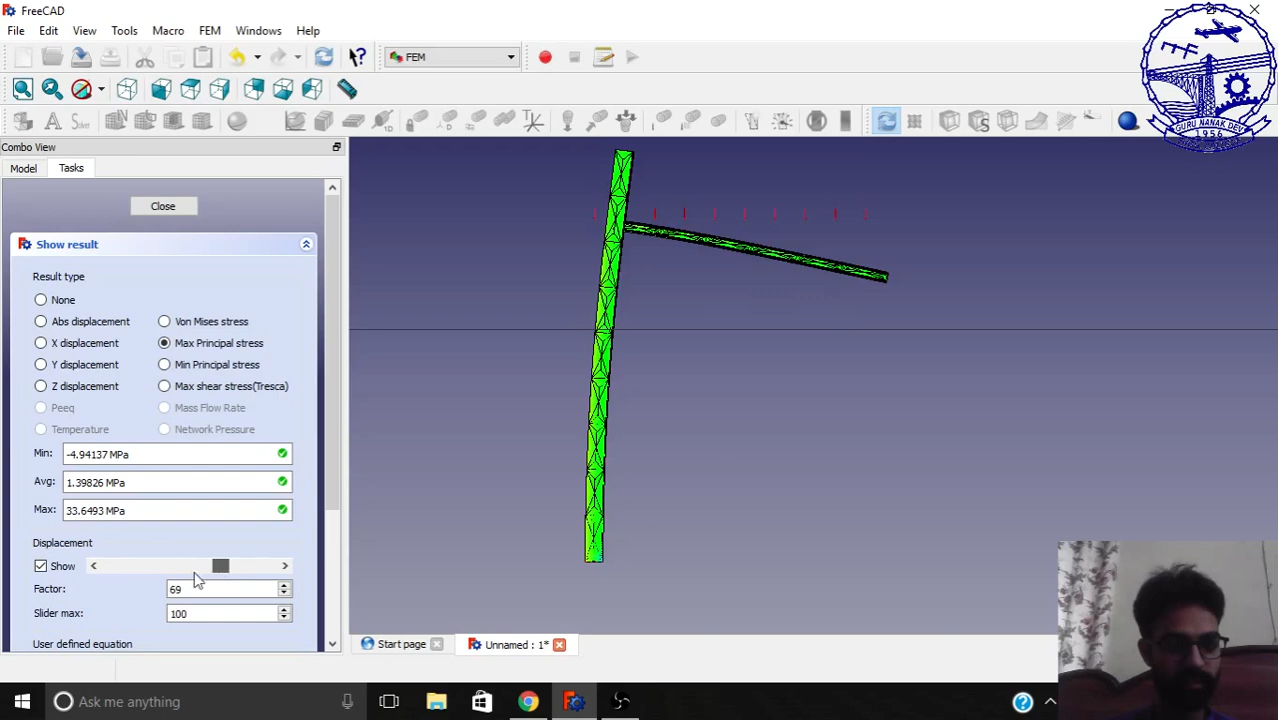 FreeCAD
File Edit View Tools Macro FEM Windows Help
FEM
GURU NANAK DEV
1956
Combo View
Model Tasks
Close
Show result
Result type
None
Abs displacement Von Mises stress
X displacement Max Principal stress
Y displacement Min Principal stress
Z displacement Max shear stress(Tresca)
Peeq Mass Flow Rate
Temperature Network Pressure
Min: -4.94137 MPa
Avg: 1.39826 MPa
Max: 33.6493 MPa
Displacement
Show
Factor: 69
Slider max: 100
User defined equation
Start page Unnamed : 1*
Ask me anything